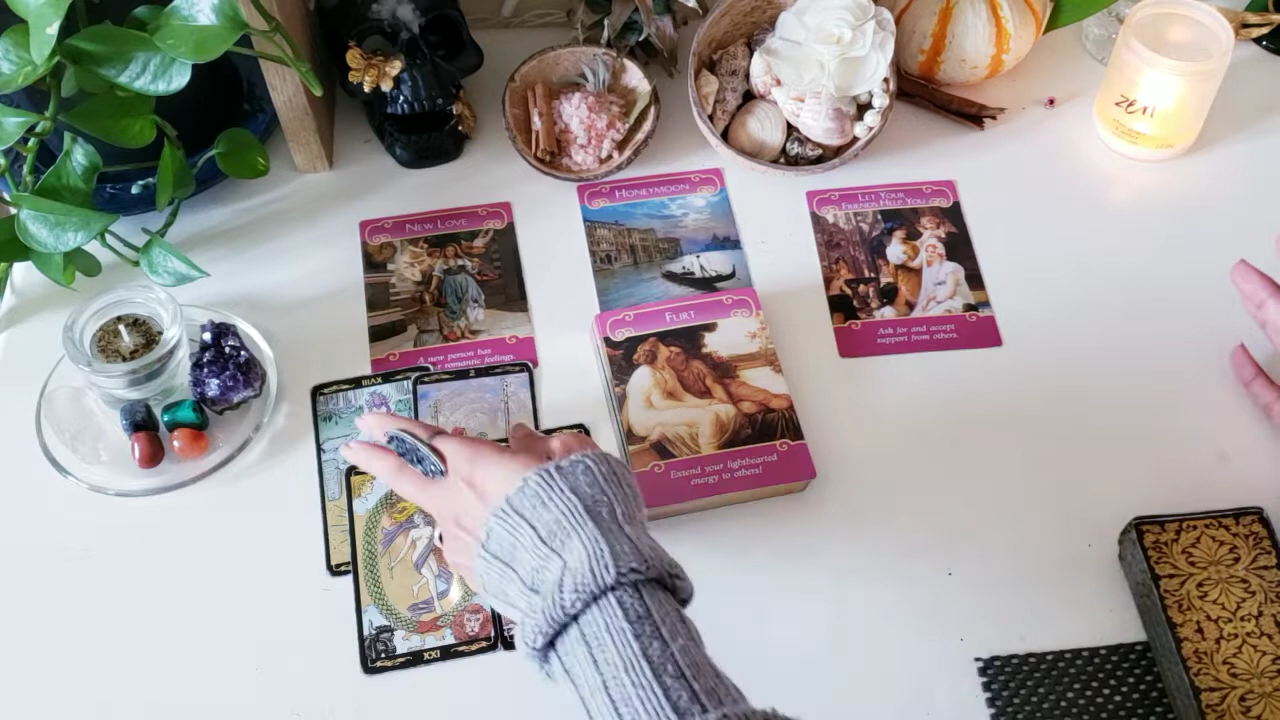 zen
HONEYMOON
LET YOUR
FRIENDS HELP YOU
NEW LOVE
FLIRT
Ask for and accept
support from others.
A new person has
r romantic feelings.
XVIII
2
Extend your lighthearted
energy to others!
XXI